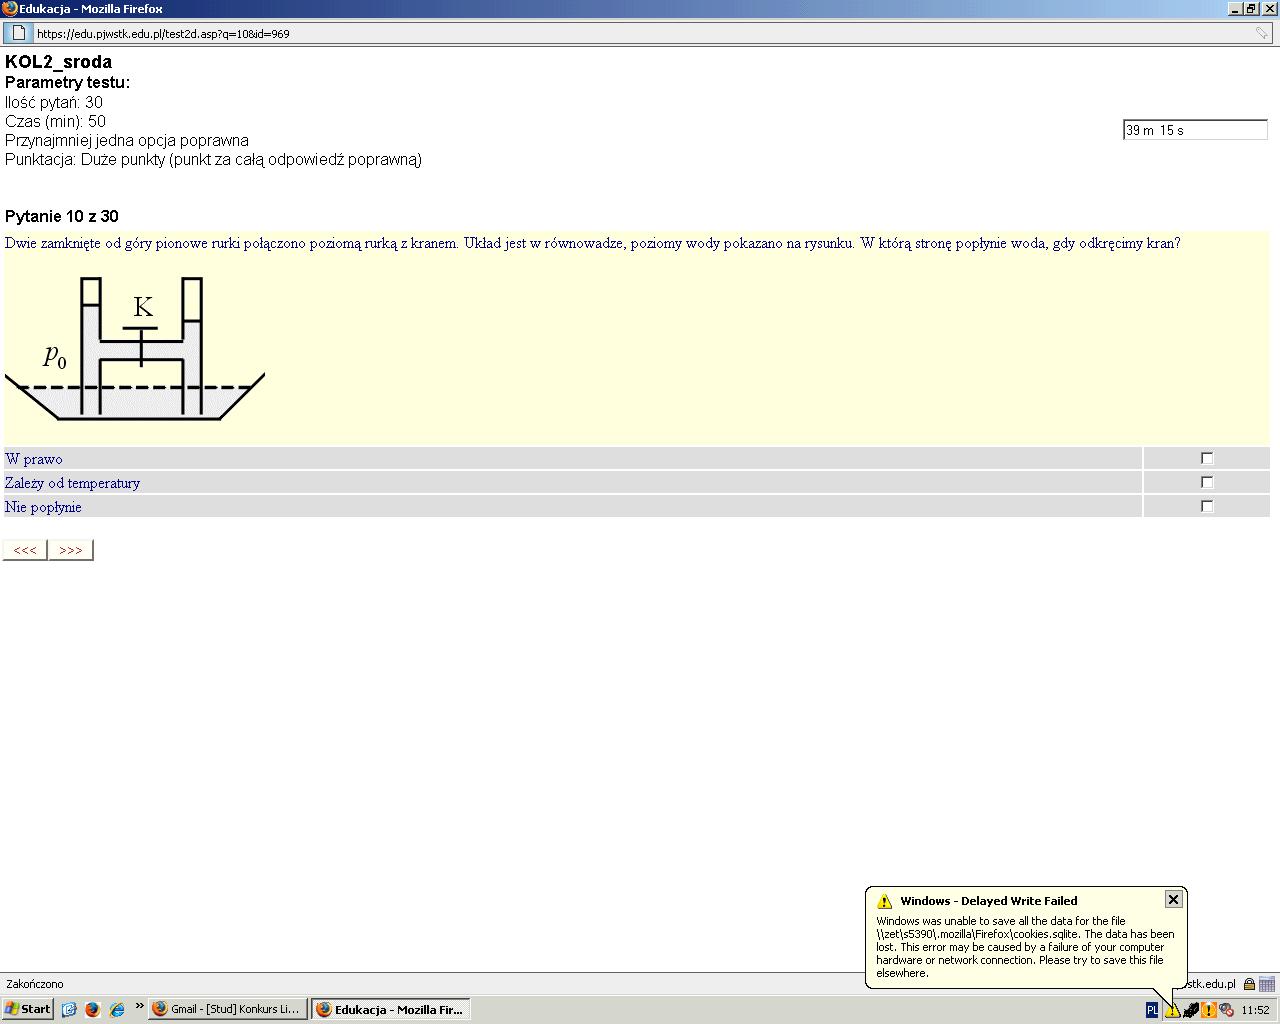 Edukacja - Mozilla Firefox
https://edu.pjwstk.edu.pl/test2d.asp?q=10&id=969
KOL2_sroda
Parametry testu:
Ilość pytań: 30
Czas (min): 50
Przynajmniej jedna opcja poprawna
Punktacja: Duże punkty (punkt za całą odpowiedź poprawną)
39 m 15 s
Pytanie 10 z 30
Dwie zamknięte od góry pionowe rurki połączono poziomą rurką z kranem. Układ jest w równowadze, poziomy wody pokazano na rysunku. W którą stronę popłynie woda, gdy odkręcimy kran?
K
p0
W prawo
Zależy od temperatury
Nie popłynie
<<< >>>
Windows - Delayed Write Failed
Windows was unable to save all the data for the file
\\zet\s5390\.mozilla\Firefox\cookies.sqlite. The data has been
lost. This error may be caused by a failure of your computer
hardware or network connection. Please try to save this file
elsewhere.
Zakończono
wstk.edu.pl
Start
» Gmail - [Stud] Konkurs Li... Edukacja - Mozilla Fir...
PL 11:52